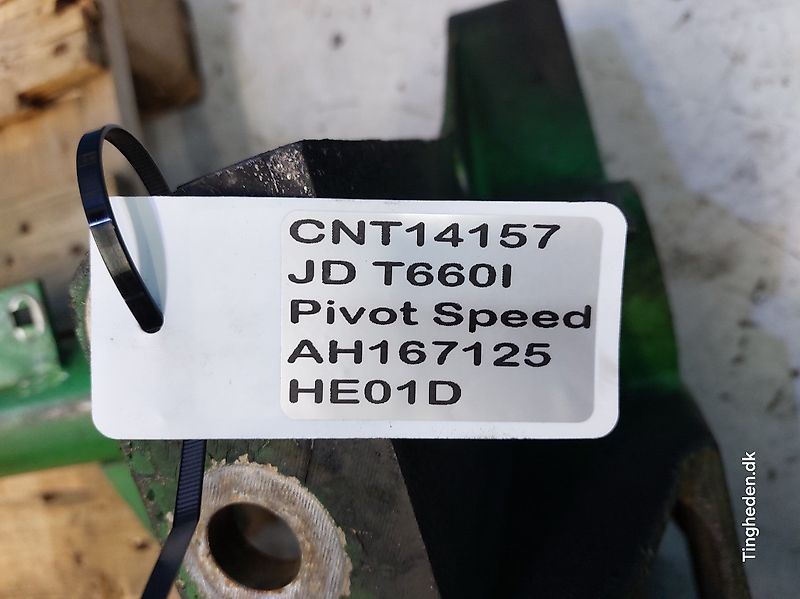 CNT14157
JD T660I
Pivot Speed
AH167125
HE01D
Tingheden.dk